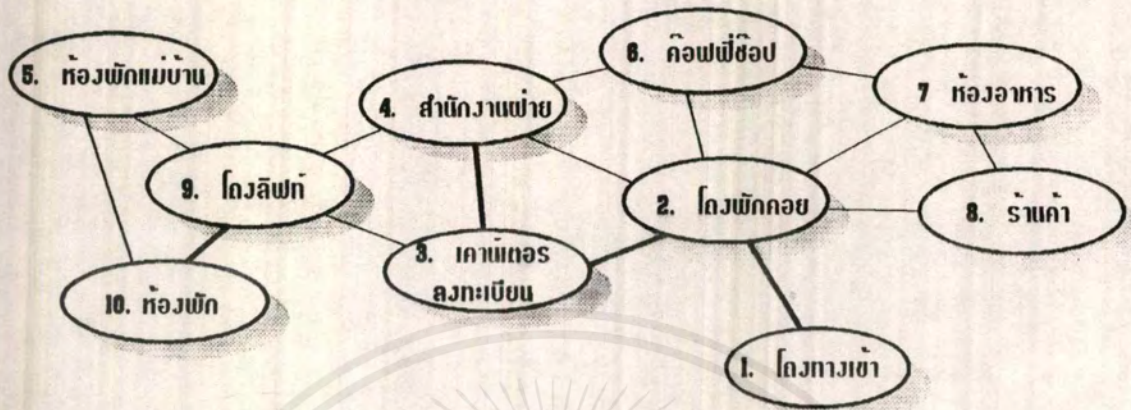 5. ห้องพักแม่บ้าน
6. ค๊อฟฟี่ช๊อป
4. สำนักงานฝ่าย
7 ห้องอาหาร
9. โถงลิฟท์
2. โถงพักคอย
8. ร้านค้า
3. เคาน์เตอร
ลงทะเบียน
10. ห้องพัก
1. โถงทางเข้า